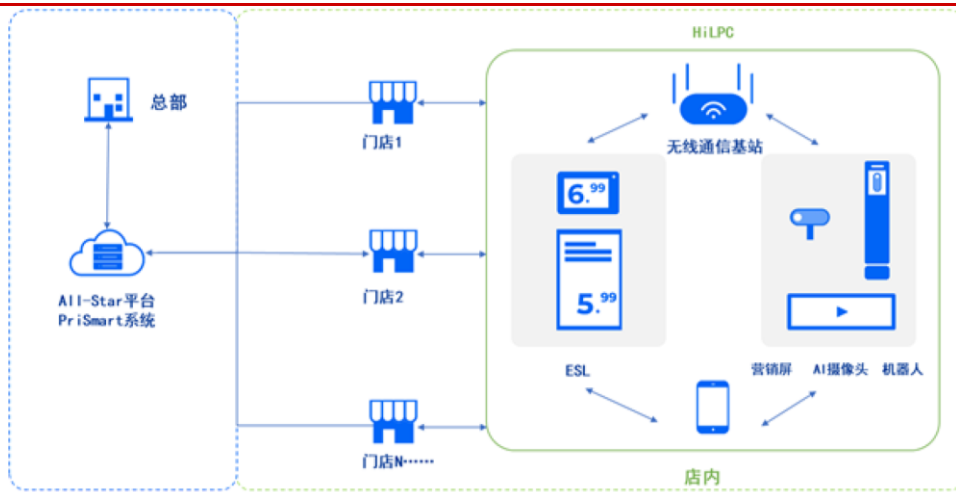 HiLPC
总部
门店1
无线通信基站
6.99
5.99
All-Star平台
PriSmart系统
门店2
ESL
营销屏
AI摄像头
机器人
门店N……
店内